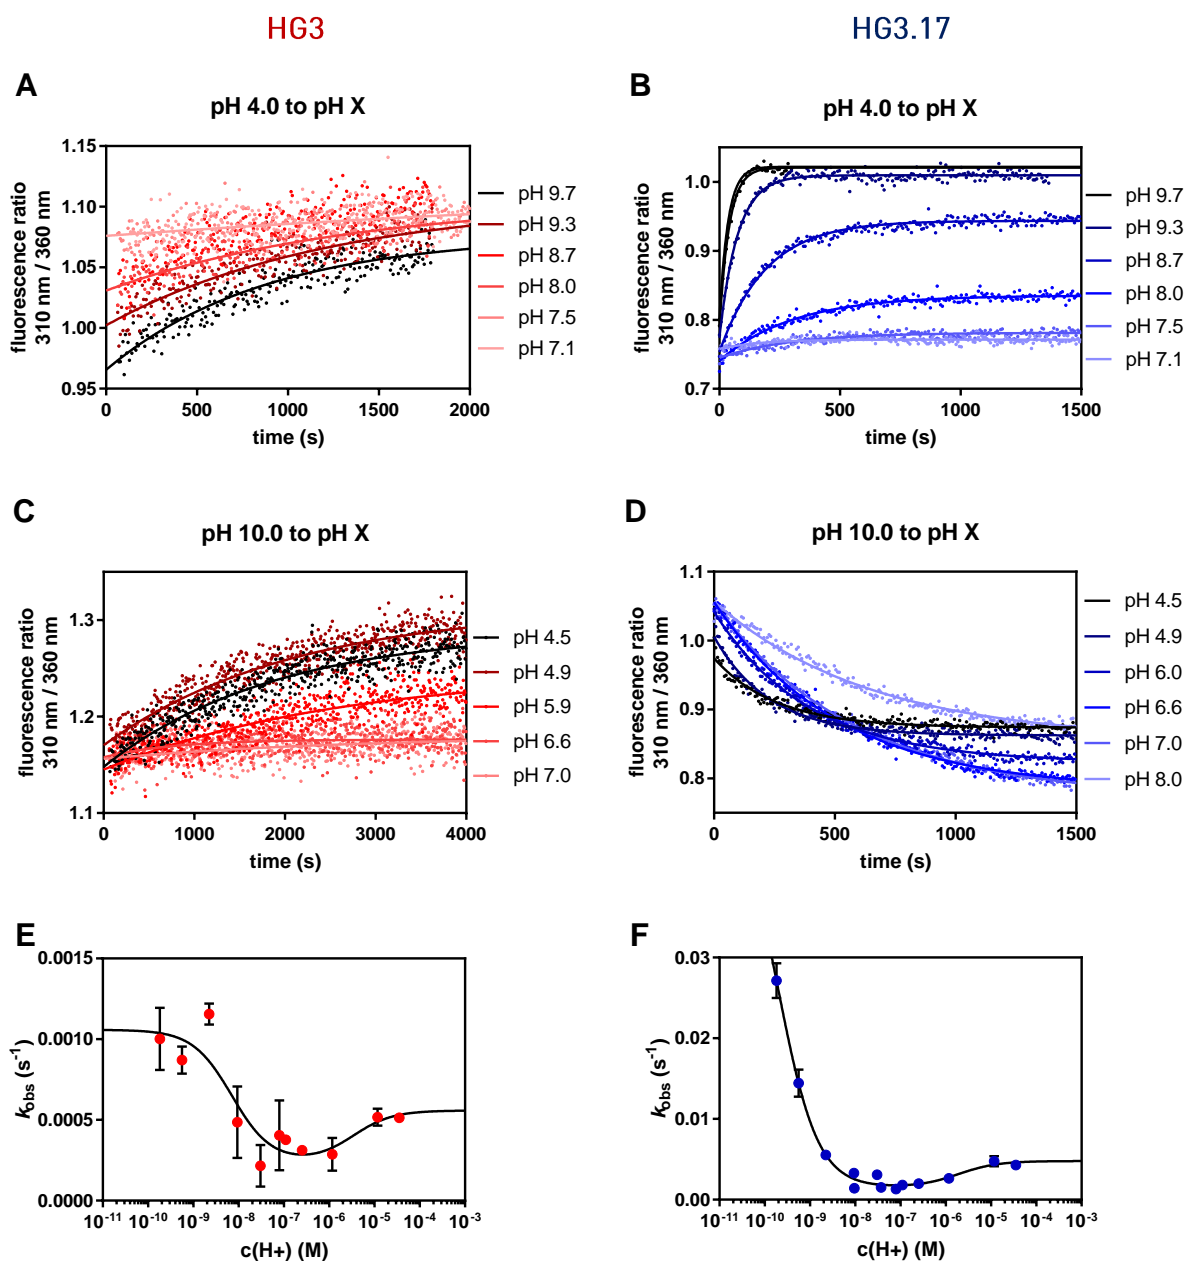 HG3
HG3.17
A
pH 4.0 to pH X
fluorescence ratio
310 nm / 360 nm
1.15
1.10
1.05
1.00
0.95
0
500
1000
1500
2000
time (s)
pH 9.7
pH 9.3
pH 8.7
pH 8.0
pH 7.5
pH 7.1
B
pH 4.0 to pH X
fluorescence ratio
310 nm / 360 nm
1.0
0.9
0.8
0.7
0
500
1000
1500
time (s)
pH 9.7
pH 9.3
pH 8.7
pH 8.0
pH 7.5
pH 7.1
C
pH 10.0 to pH X
fluorescence ratio
310 nm / 360 nm
1.3
1.2
1.1
0
1000
2000
3000
4000
time (s)
pH 4.5
pH 4.9
pH 5.9
pH 6.6
pH 7.0
D
pH 10.0 to pH X
fluorescence ratio
310 nm / 360 nm
1.1
1.0
0.9
0.8
0
500
1000
1500
time (s)
pH 4.5
pH 4.9
pH 6.0
pH 6.6
pH 7.0
pH 8.0
E
kobs (s-1)
0.0015
0.0010
0.0005
0.0000
10-11
10-10
10-9
10-8
10-7
10-6
10-5
10-4
10-3
c(H+) (M)
F
kobs (s-1)
0.03
0.02
0.01
0.00
10-11
10-10
10-9
10-8
10-7
10-6
10-5
10-4
10-3
c(H+) (M)